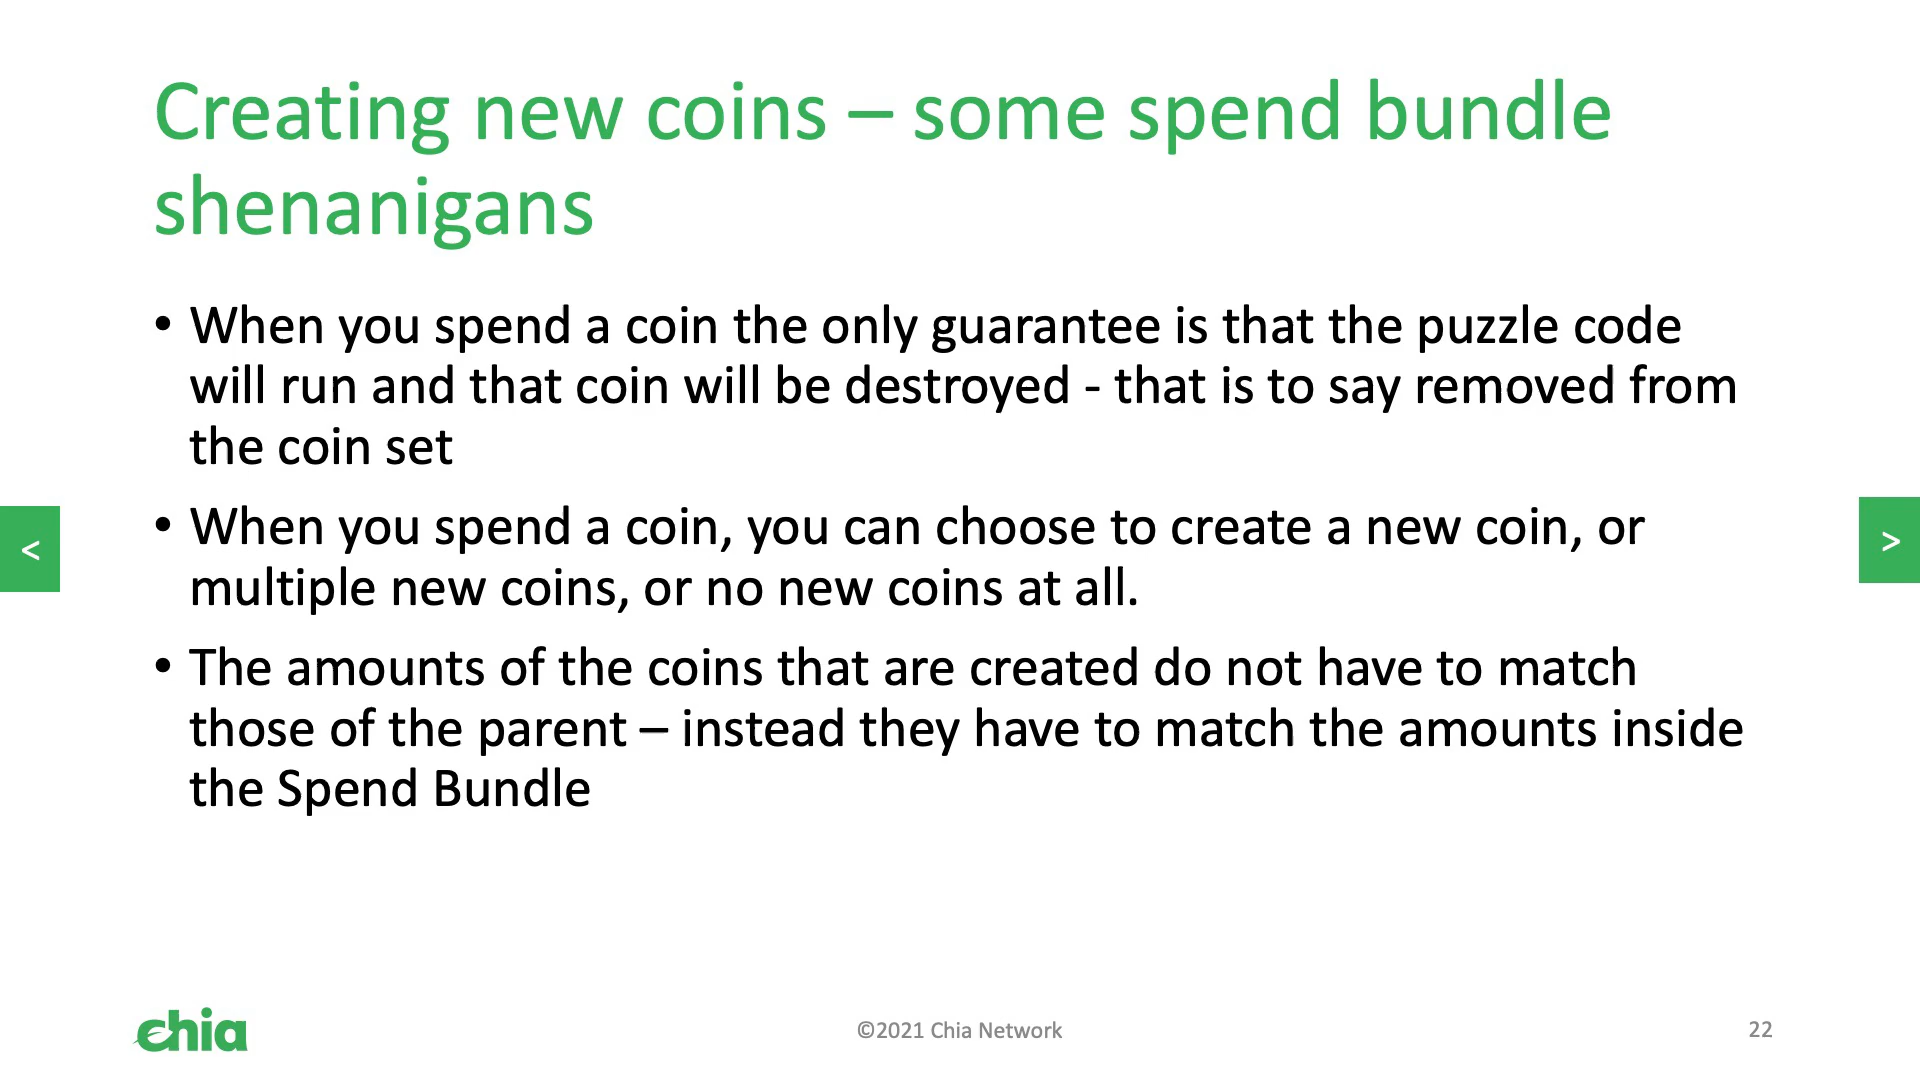 Creating new coins – some spend bundle
shenanigans
• When you spend a coin the only guarantee is that the puzzle code
will run and that coin will be destroyed - that is to say removed from
the coin set
<
>
• When you spend a coin, you can choose to create a new coin, or
multiple new coins, or no new coins at all.
• The amounts of the coins that are created do not have to match
those of the parent – instead they have to match the amounts inside
the Spend Bundle
chia
©2021 Chia Network
22